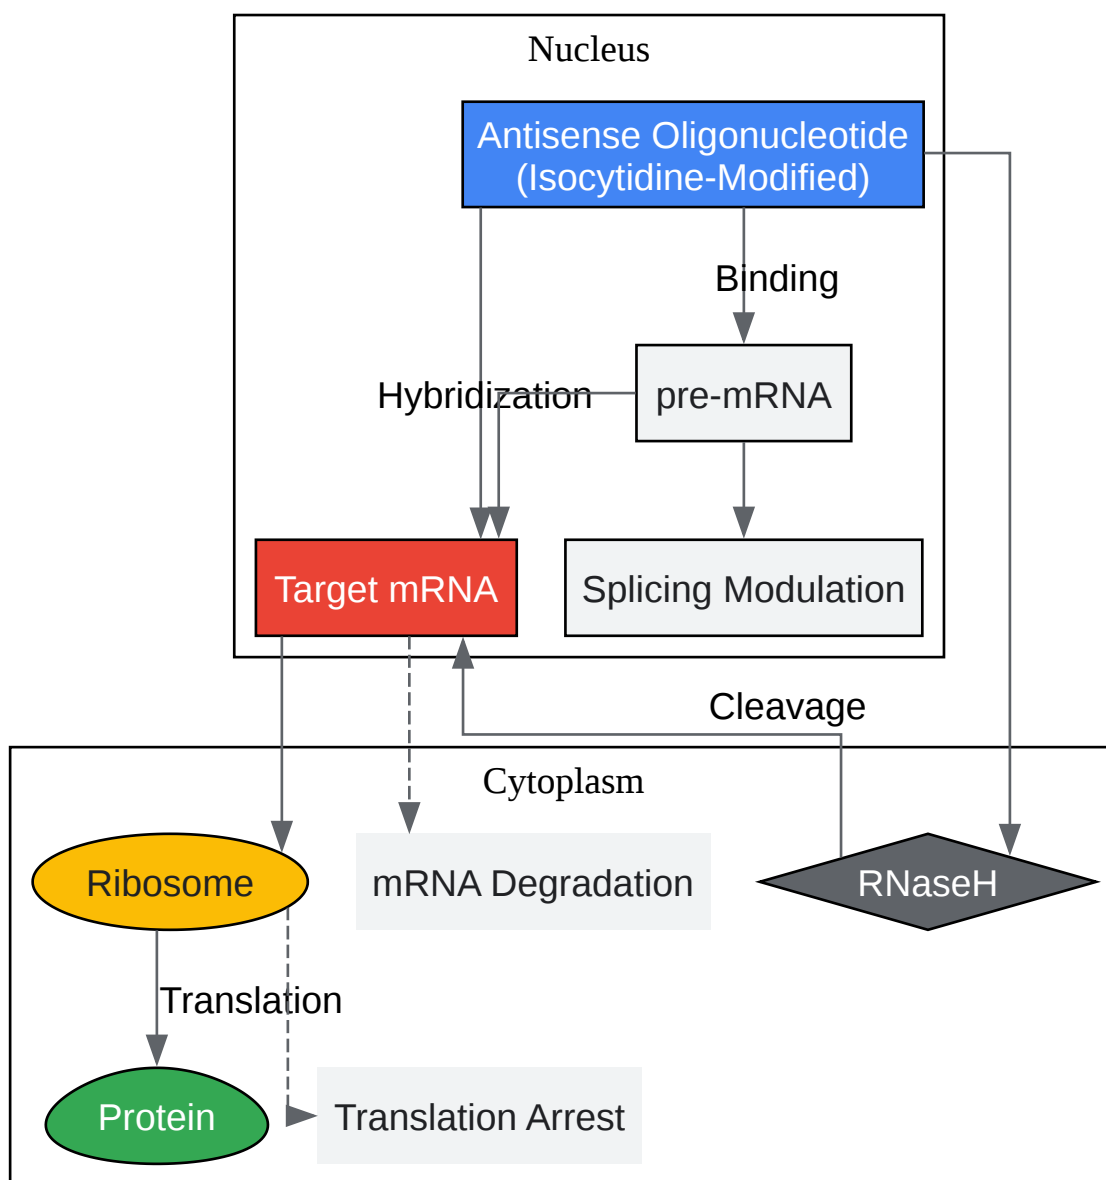 Nucleus
Antisense Oligonucleotide
(Isocytidine-Modified)
Binding
Hybridization
pre-mRNA
Target mRNA
Splicing Modulation
Cleavage
Cytoplasm
Ribosome
mRNA Degradation
RNaseH
Translation
Protein
Translation Arrest